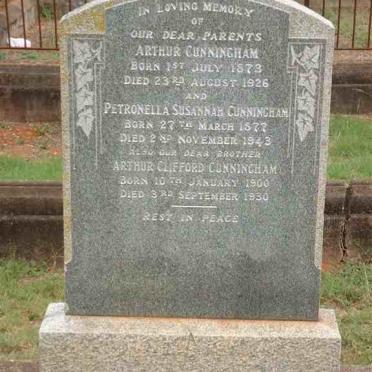 IN LOVING MEMORY
OF
OUR DEAR PARENTS
ARTHUR CUNNINGHAM
BORN 1ST JULY 1873
DIED 23RD AUGUST 1926
AND
PETRONELLA SUSANNAH CUNNINGHAM
BORN 27TH MARCH 1877
DIED 2ND NOVEMBER 1943
ALSO OUR DEAR BROTHER
ARTHUR CLIFFORD CUNNINGHAM
BORN 10TH JANUARY 1900
DIED 3RD SEPTEMBER 1930
REST IN PEACE